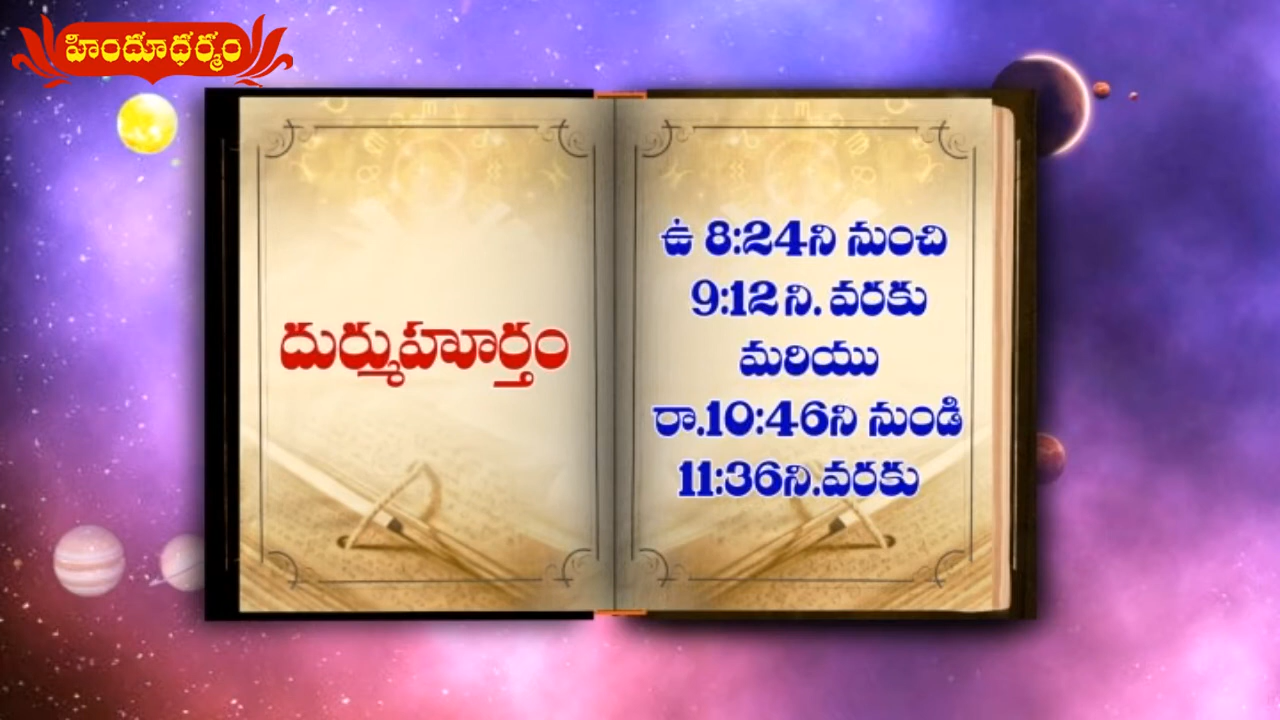 హిందూధర్మం
దుర్ముహూర్తం
ఉ 8:24ని నుంచి
9:12 ని. వరకు
మరియు
రా.10:46ని నుండి
11:36ని.వరకు